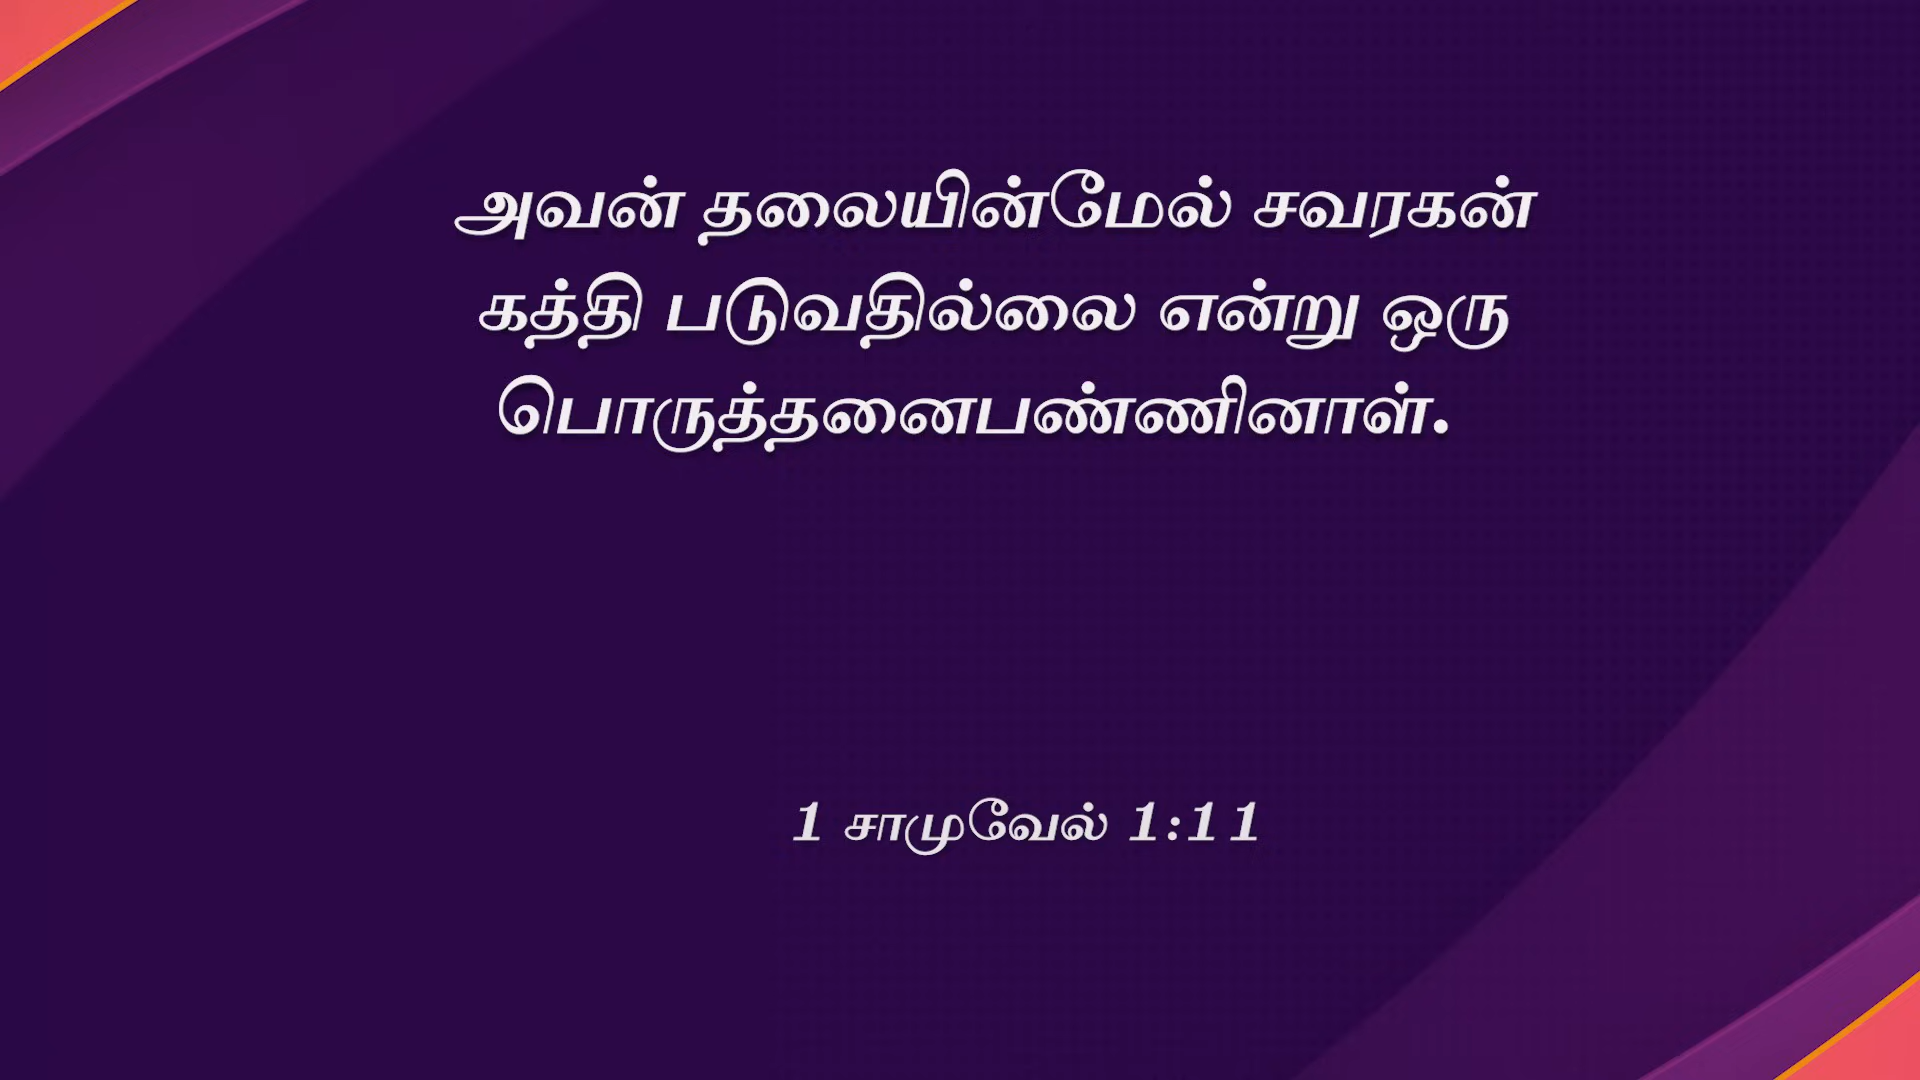 அவன் தலையின்மேல் சவரகன்
கத்தி படுவதில்லை என்று ஒரு
பொருத்தனைபண்ணினாள்.
1 சாமுவேல் 1:11